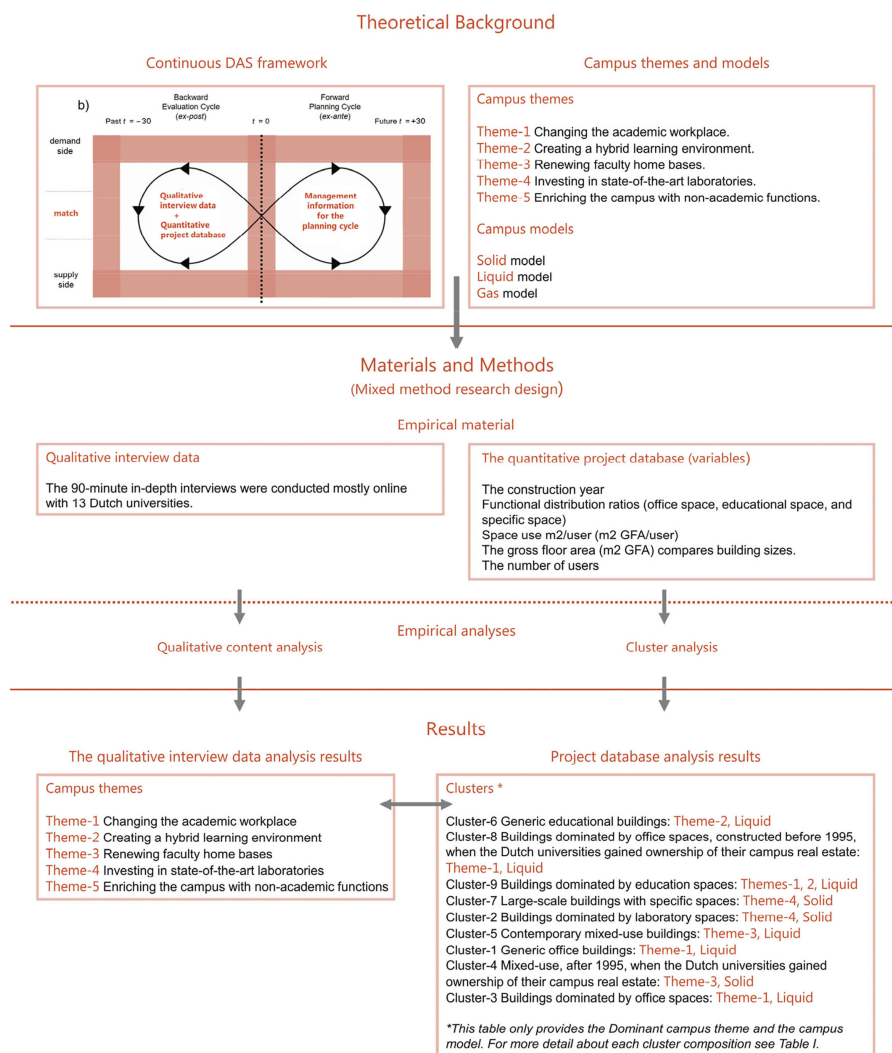 Theoretical Background
Continuous DAS framework
b)
Backward
Evaluation Cycle
(ex-post)
Forward
Planning Cycle
(ex-ante)
Past t = −30
t = 0
Future t = +30
demand
side
match
supply
side
Qualitative
interview data
+
Quantitative
project database
Management
information
for the
planning cycle
Campus themes and models
Campus themes
Theme-1 Changing the academic workplace.
Theme-2 Creating a hybrid learning environment.
Theme-3 Renewing faculty home bases.
Theme-4 Investing in state-of-the-art laboratories.
Theme-5 Enriching the campus with non-academic functions.
Campus models
Solid model
Liquid model
Gas model
Materials and Methods
(Mixed method research design)
Empirical material
Qualitative interview data
The 90-minute in-depth interviews were conducted mostly online
with 13 Dutch universities.
The quantitative project database (variables)
The construction year
Functional distribution ratios (office space, educational space, and
specific space)
Space use m2/user (m2 GFA/user)
The gross floor area (m2 GFA) compares building sizes.
The number of users
Empirical analyses
Qualitative content analysis
Cluster analysis
Results
The qualitative interview data analysis results
Campus themes
Theme-1 Changing the academic workplace
Theme-2 Creating a hybrid learning environment
Theme-3 Renewing faculty home bases
Theme-4 Investing in state-of-the-art laboratories
Theme-5 Enriching the campus with non-academic functions
Project database analysis results
Clusters *
Cluster-6 Generic educational buildings: Theme-2, Liquid
Cluster-8 Buildings dominated by office spaces, constructed before 1995,
when the Dutch universities gained ownership of their campus real estate:
Theme-1, Liquid
Cluster-9 Buildings dominated by education spaces: Themes-1, 2, Liquid
Cluster-7 Large-scale buildings with specific spaces: Theme-4, Solid
Cluster-2 Buildings dominated by laboratory spaces: Theme-4, Solid
Cluster-5 Contemporary mixed-use buildings: Theme-3, Liquid
Cluster-1 Generic office buildings: Theme-1, Liquid
Cluster-4 Mixed-use, after 1995, when the Dutch universities gained
ownership of their campus real estate: Theme-3, Solid
Cluster-3 Buildings dominated by office spaces: Theme-1, Liquid
*This table only provides the Dominant campus theme and the campus
model. For more detail about each cluster composition see Table I.